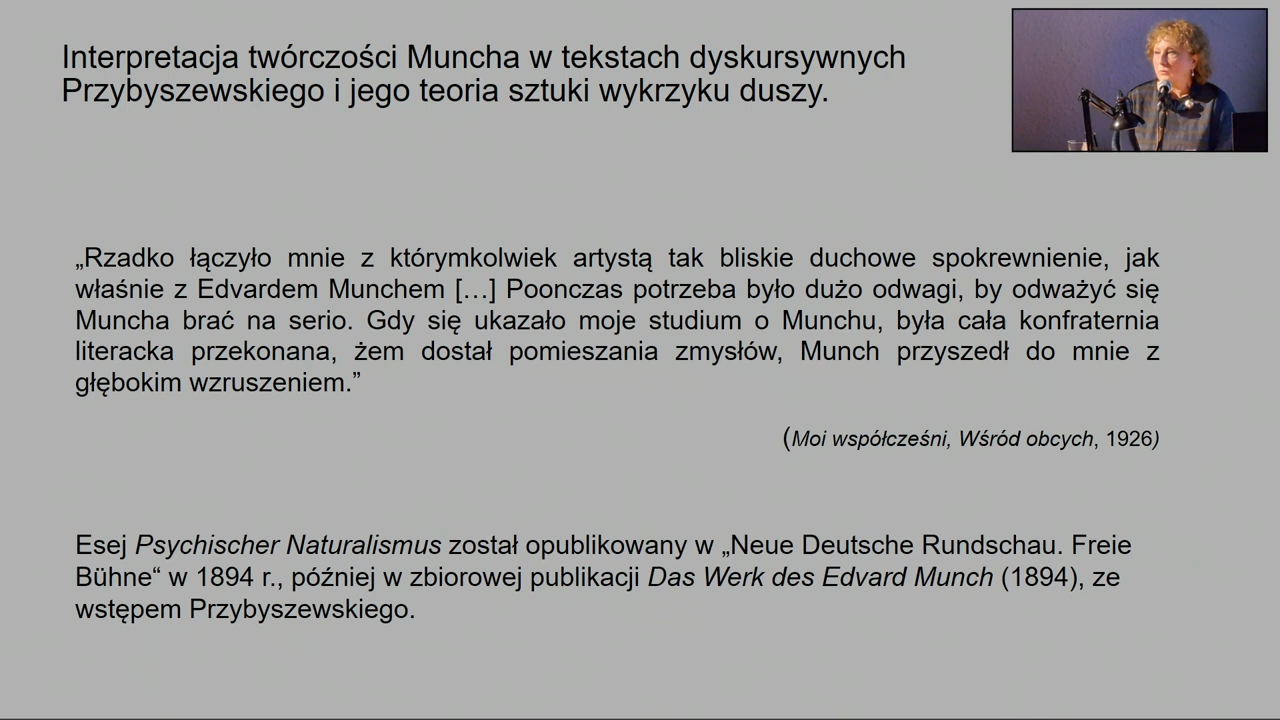 Interpretacja twórczości Muncha w tekstach dyskursywnych
Przybyszewskiego i jego teoria sztuki wykrzyku duszy.
„Rzadko łączyło mnie z którymkolwiek artystą tak bliskie duchowe spokrewnienie, jak
właśnie z Edvardem Munchem […] Poonczas potrzeba było dużo odwagi, by odważyć się
Muncha brać na serio. Gdy się ukazało moje studium o Munchu, była cała konfraternia
literacka przekonana, żem dostał pomieszania zmysłów, Munch przyszedł do mnie z
głębokim wzruszeniem.”
(Moi współcześni, Wśród obcych, 1926)
Esej Psychischer Naturalismus został opublikowany w „Neue Deutsche Rundschau. Freie
Bühne“ w 1894 r., później w zbiorowej publikacji Das Werk des Edvard Munch (1894), ze
wstępem Przybyszewskiego.